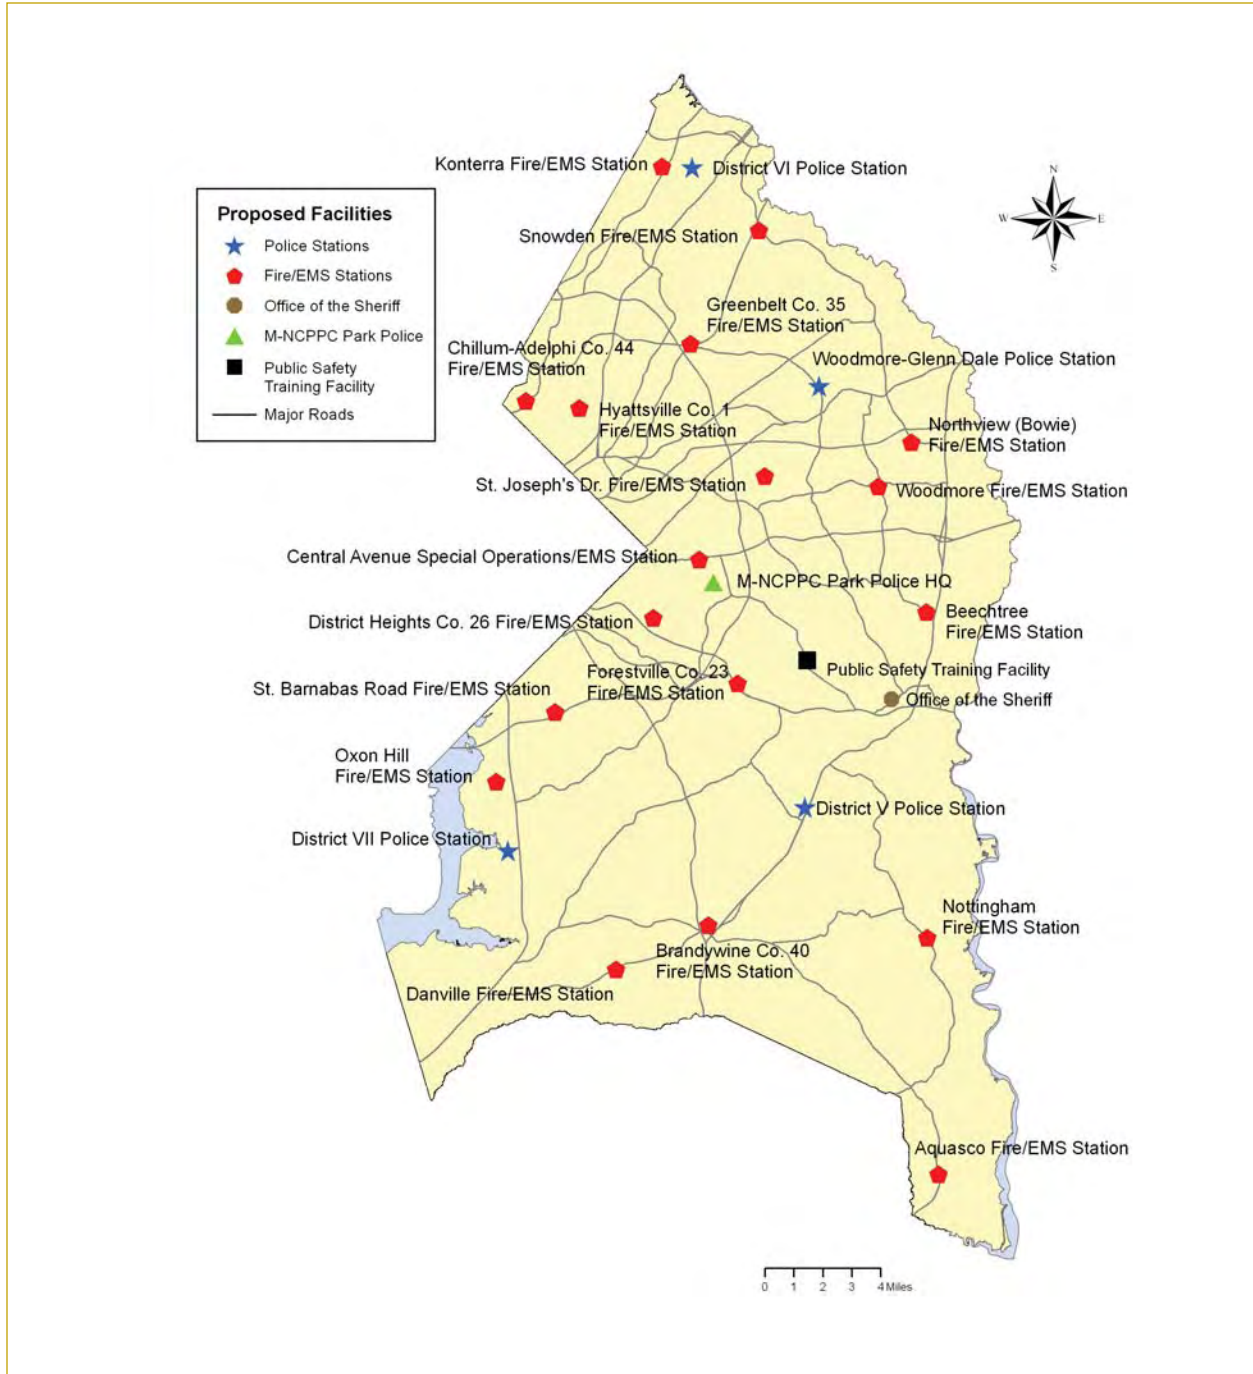 Konterra Fire/EMS Station
District VI Police Station
N
W
E
S
Proposed Facilities
Police Stations
Fire/EMS Stations
Office of the Sheriff
M-NCPPC Park Police
Public Safety
Training Facility
Major Roads
Snowden Fire/EMS Station
Greenbelt Co. 35
Fire/EMS Station
Chillum-Adelphi Co. 44
Fire/EMS Station
Woodmore-Glenn Dale Police Station
Hyattsville Co. 1
Fire/EMS Station
Northview (Bowie)
Fire/EMS Station
St. Joseph's Dr. Fire/EMS Station
Woodmore Fire/EMS Station
Central Avenue Special Operations/EMS Station
M-NCPPC Park Police HQ
District Heights Co. 26 Fire/EMS Station
Beechtree
Fire/EMS Station
Forestville Co. 23
Fire/EMS Station
Public Safety Training Facility
St. Barnabas Road Fire/EMS Station
Office of the Sheriff
Oxon Hill
Fire/EMS Station
District V Police Station
District VII Police Station
Nottingham
Fire/EMS Station
Brandywine Co. 40
Fire/EMS Station
Danville Fire/EMS Station
Aquasco Fire/EMS Station
0 1 2 3 4 Miles